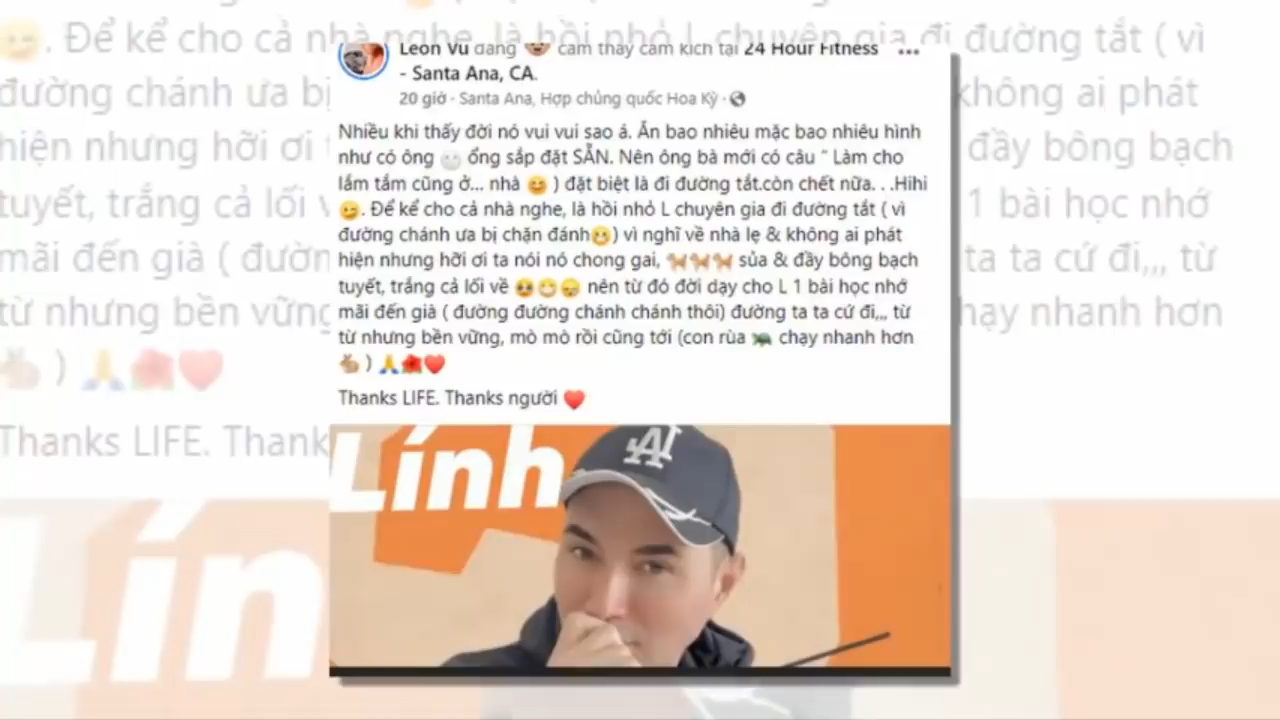 Leon Vu đang 🐵 cảm thấy cảm kích tại 24 Hour Fitness
- Santa Ana, CA.
20 giờ · Santa Ana, Hợp chủng quốc Hoa Kỳ ·
Nhiều khi thấy đời nó vui vui sao á. Ăn bao nhiêu mặc bao nhiêu hình
như có ông 😶 ổng sắp đặt SẴN. Nên ông bà mới có câu “ Làm cho
lắm tắm cũng ở... nhà 😊 ) đặt biệt là đi đường tắt.còn chết nữa. . .Hihi
😉. Để kể cho cả nhà nghe, là hồi nhỏ L chuyên gia đi đường tắt ( vì
đường chánh ưa bị chặn đánh😬) vì nghĩ về nhà lẹ & không ai phát
hiện nhưng hỡi ơi ta nói nó chong gai, 🐕🐕🐕 sủa & đầy bông bạch
tuyết, trắng cả lối về 🥹😁😂 nên từ đó đời dạy cho L 1 bài học nhớ
mãi đến già ( đường đường chánh chánh thôi) đường ta ta cứ đi,,, từ
từ nhưng bền vững, mò mò rồi cũng tới (con rùa 🐢 chạy nhanh hơn
🐇 ) 🙏🌺❤️
Thanks LIFE. Thanks người ❤️
Lính
LA